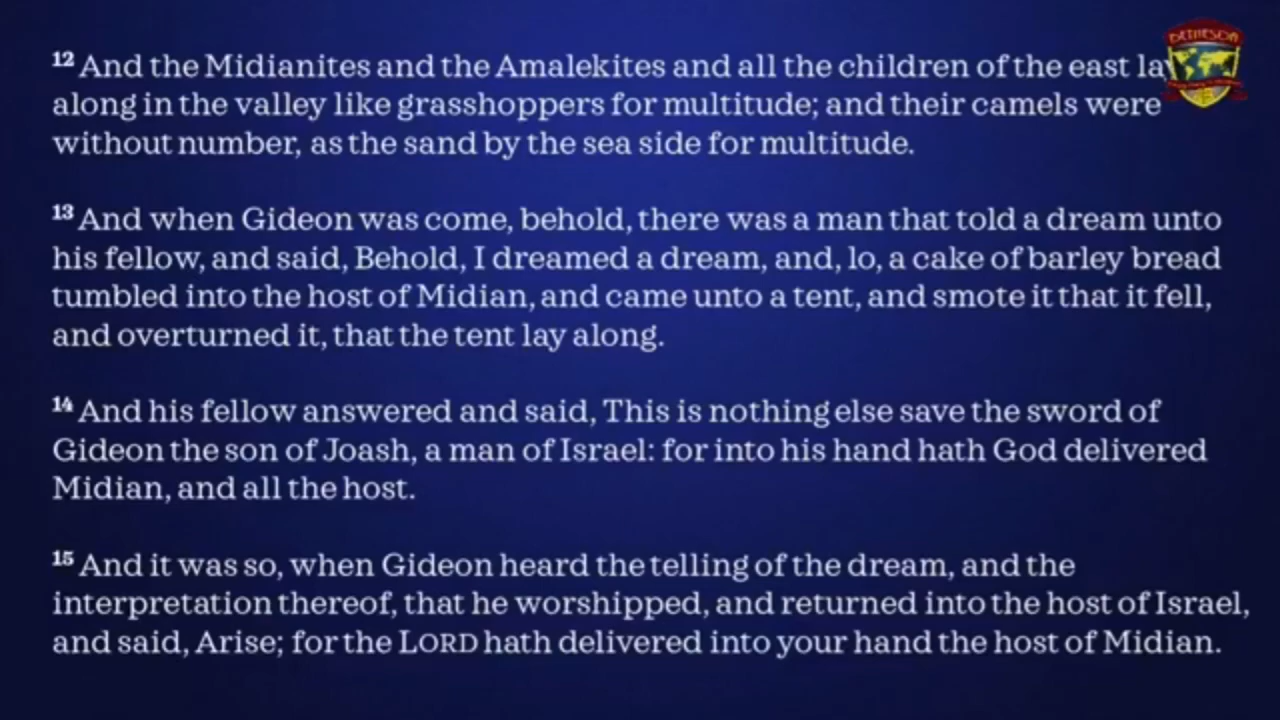 12 And the Midianites and the Amalekites and all the children of the east lay
along in the valley like grasshoppers for multitude; and their camels were
without number, as the sand by the sea side for multitude.
13 And when Gideon was come, behold, there was a man that told a dream unto
his fellow, and said, Behold, I dreamed a dream, and, lo, a cake of barley bread
tumbled into the host of Midian, and came unto a tent, and smote it that it fell,
and overturned it, that the tent lay along.
14 And his fellow answered and said, This is nothing else save the sword of
Gideon the son of Joash, a man of Israel: for into his hand hath God delivered
Midian, and all the host.
15 And it was so, when Gideon heard the telling of the dream, and the
interpretation thereof, that he worshipped, and returned into the host of Israel,
and said, Arise; for the LORD hath delivered into your hand the host of Midian.